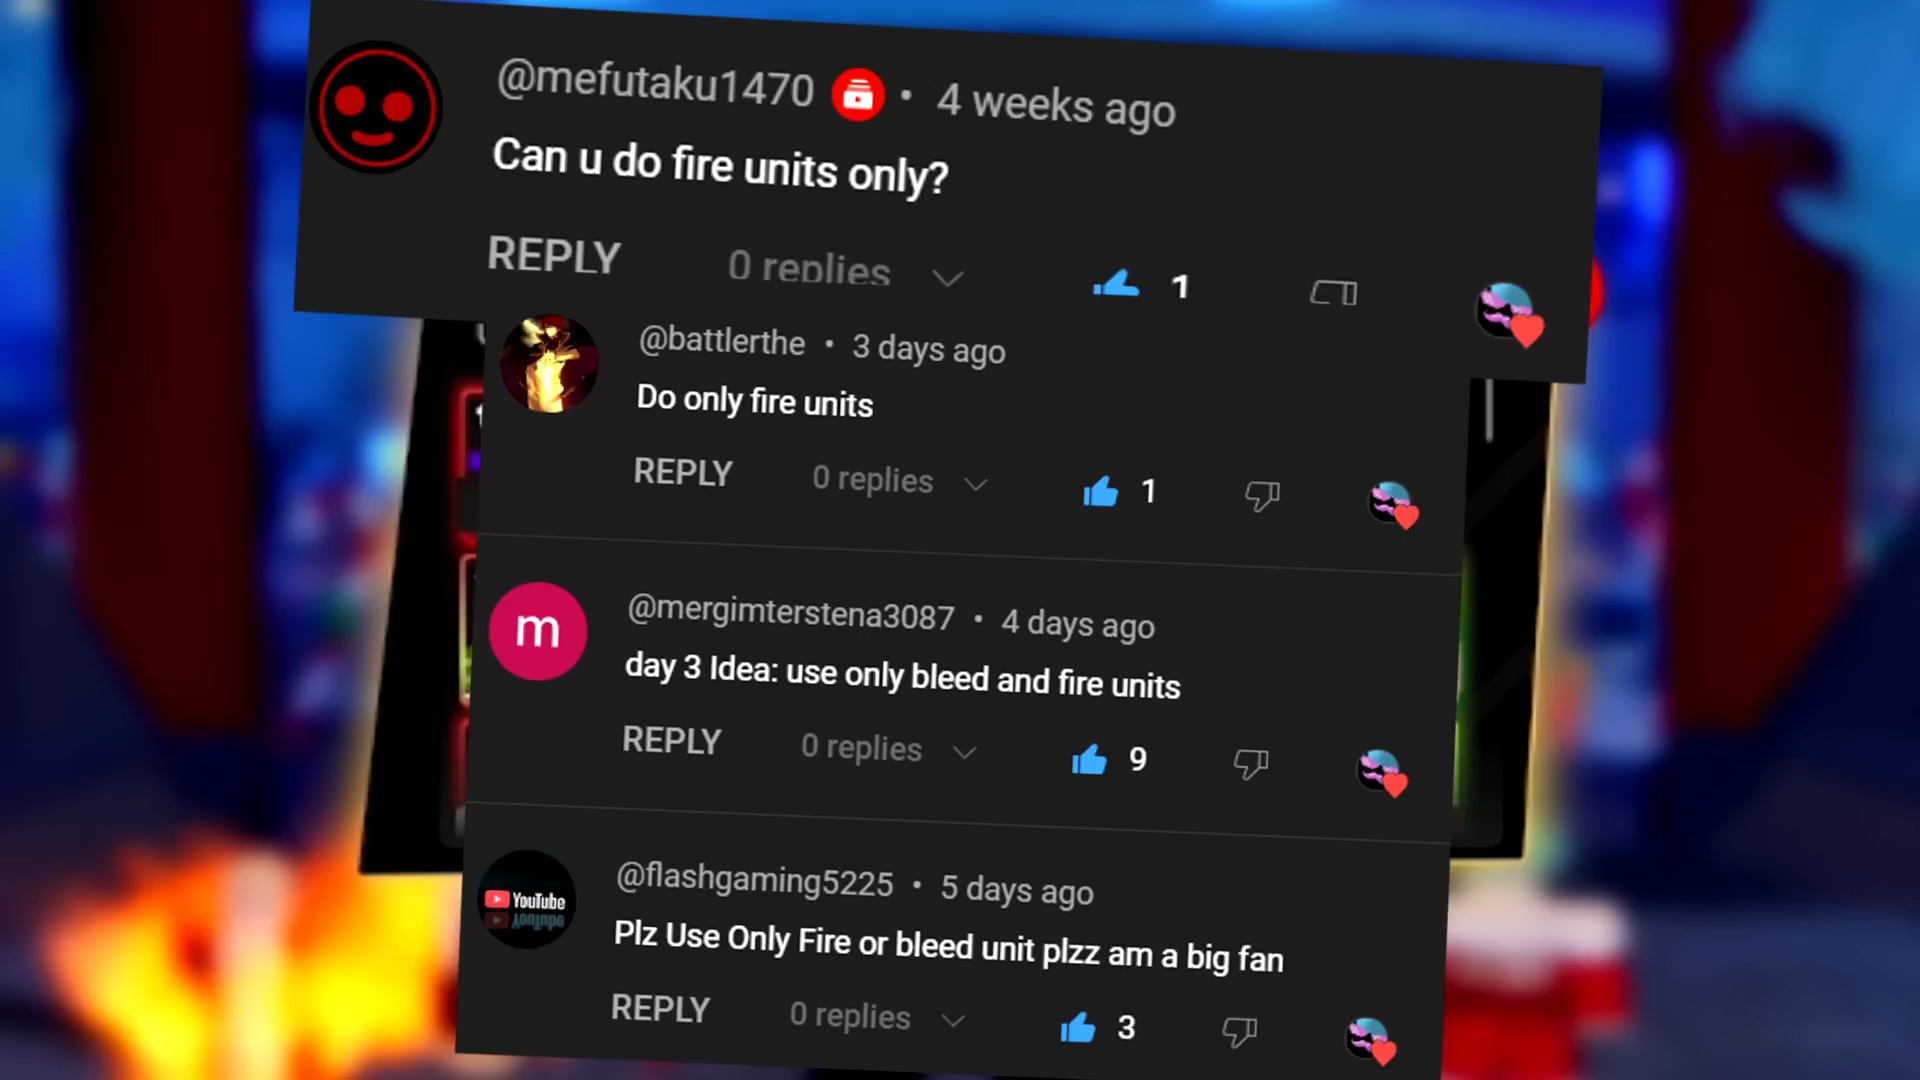 @mefutaku1470 • 4 weeks ago
Can u do fire units only?
REPLY 0 replies 1
@battlerthe • 3 days ago
Do only fire units
REPLY 0 replies 1
m
@mergimterstena3087 • 4 days ago
day 3 Idea: use only bleed and fire units
REPLY 0 replies 9
YouTube
@flashgaming5225 • 5 days ago
Plz Use Only Fire or bleed unit plzz am a big fan
REPLY 0 replies 3